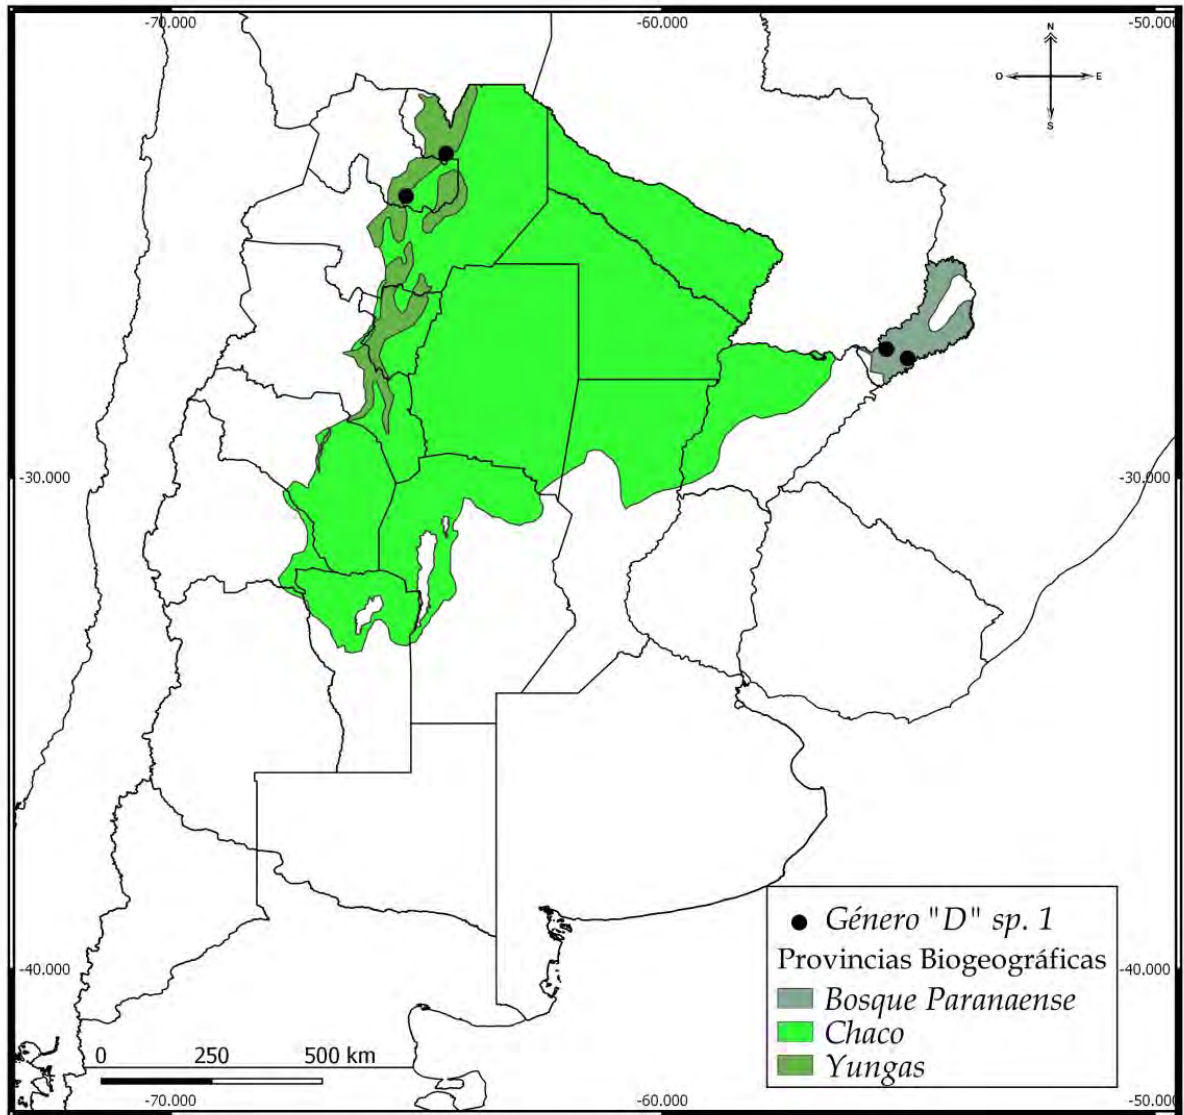 -70.000
-60.000
-50.000
N
O
E
S
-30.000
-30.000
Género "D" sp. 1
Provincias Biogeográficas
-40.000
-40.000
Bosque Paranaense
Chaco
0 250 500 km
Yungas
-70.000
-60.000
-50.000